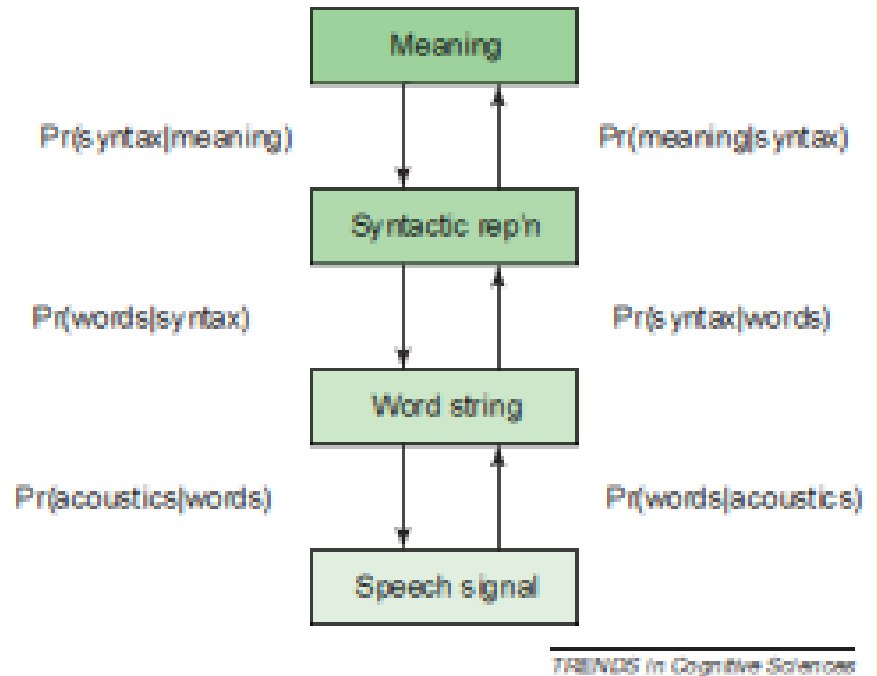 Meaning
Pr(syntax|meaning) Pr(meaning|syntax)
Syntactic rep'n
Pr(words|syntax) Pr(syntax|words)
Word string
Pr(acoustics|words) Pr(words|acoustics)
Speech signal
TRENDS in Cognitive Sciences